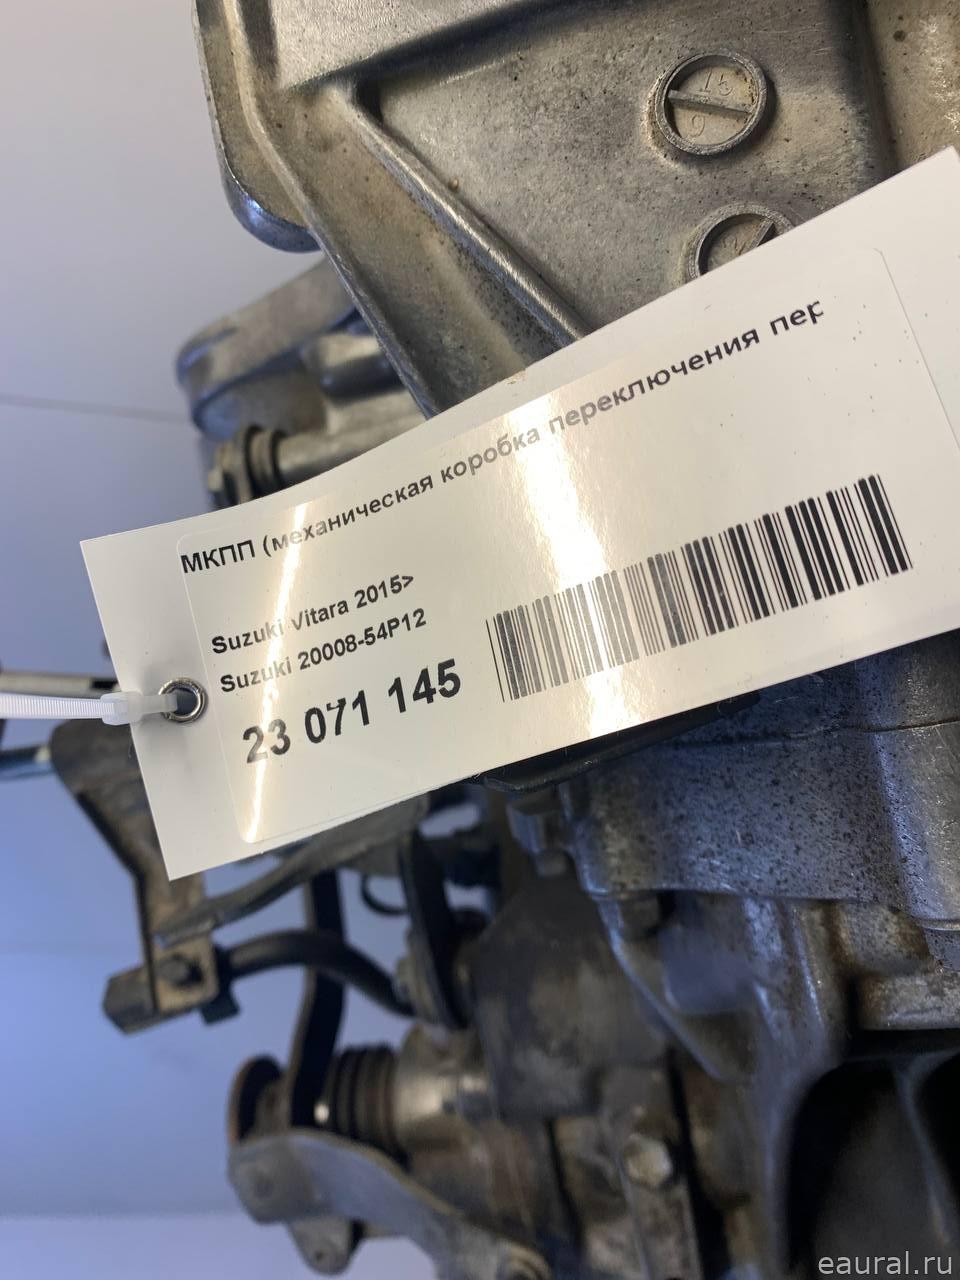 МКПП (механическая коробка переключения пер
Suzuki Vitara 2015>
Suzuki 20008-54P12
23 071 145
eaural.ru